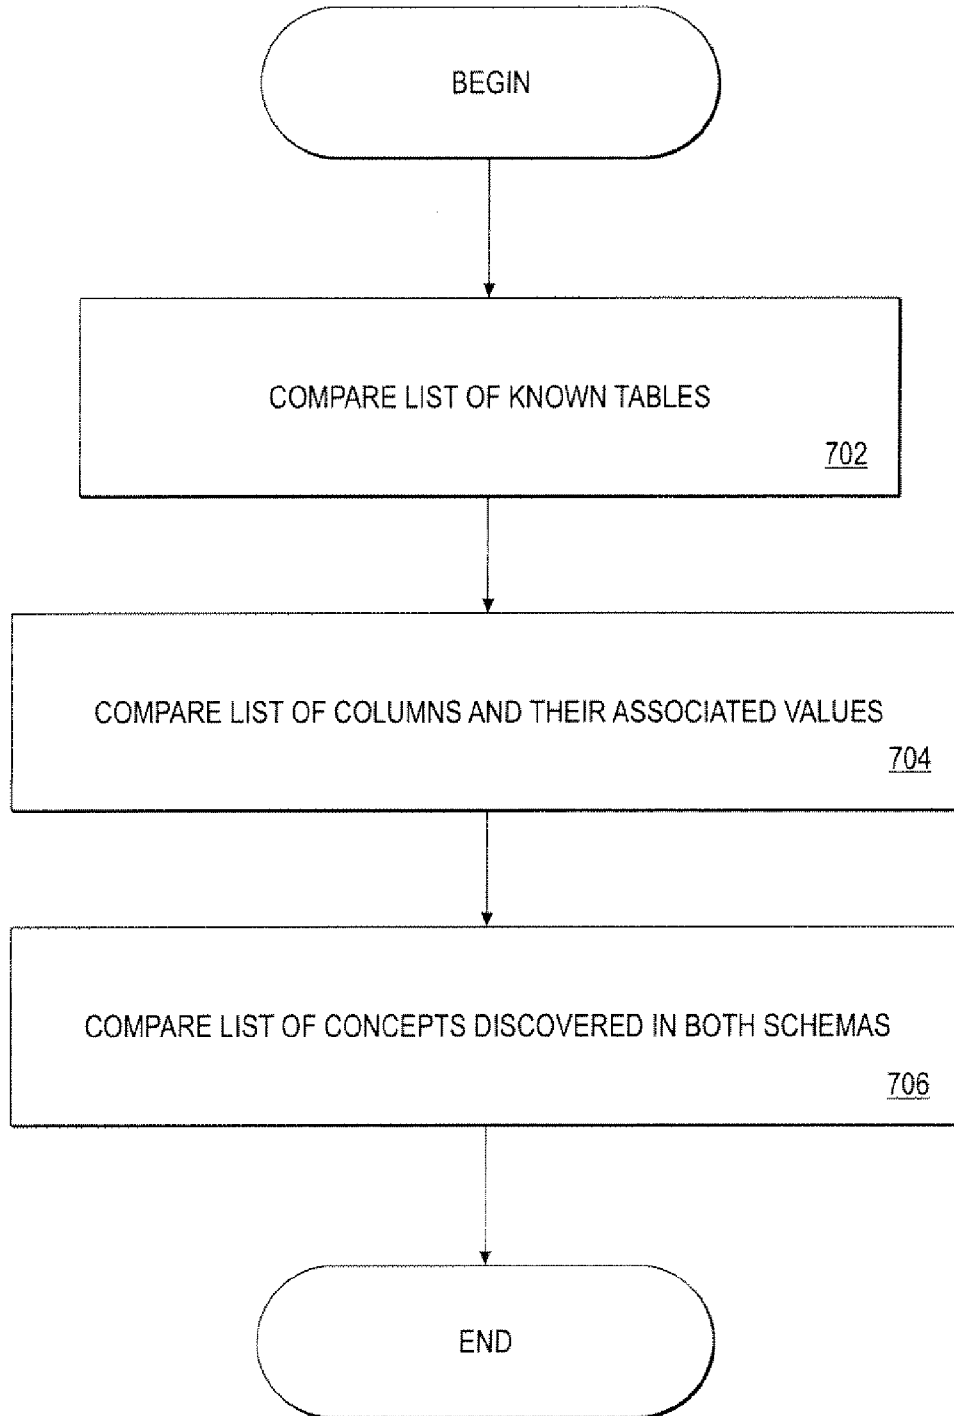 BEGIN
COMPARE LIST OF KNOWN TABLES
702
COMPARE LIST OF COLUMNS AND THEIR ASSOCIATED VALUES
704
COMPARE LIST OF CONCEPTS DISCOVERED IN BOTH SCHEMAS
706
END